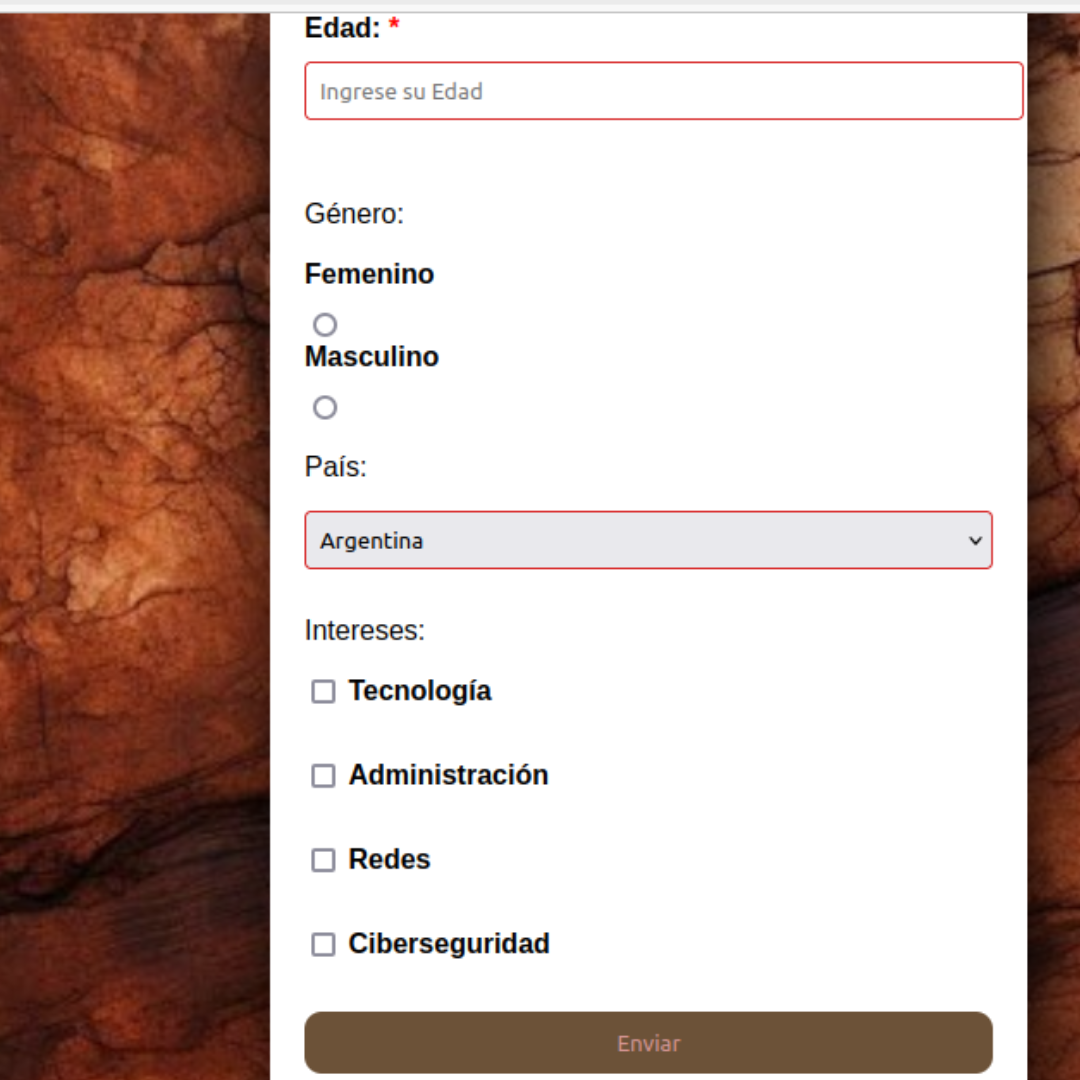 Edad: *
Ingrese su Edad
Género:
Femenino
Masculino
País:
Argentina
Intereses:
Tecnología
Administración
Redes
Ciberseguridad
Enviar